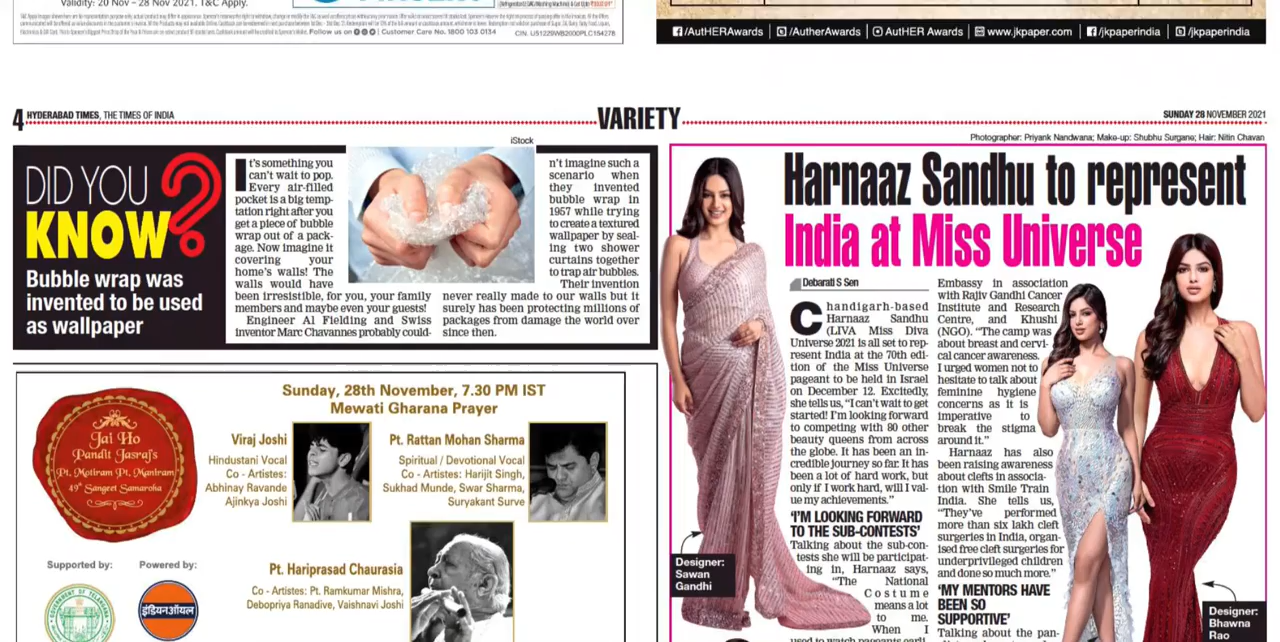 Validity: 20 Nov – 28 Nov 2021. T&C Apply.
Follow us on
| Customer Care No. 1800 103 0134
CIN. U51229WB2000PLC154278
/AutHERAwards | /AutherAwards | AutHER Awards | www.jkpaper.com | /jkpaperindia | /jkpaperindia
4 HYDERABAD TIMES, THE TIMES OF INDIA
VARIETY
SUNDAY 28 NOVEMBER 2021
Photographer: Priyank Nandwana; Make-up: Shubhu Surgane; Hair: Nitin Chavan
iStock
DID YOU
KNOW?
Bubble wrap was
invented to be used
as wallpaper
It's something you
can't wait to pop.
Every air-filled
pocket is a big temp-
tation right after you
get a piece of bubble
wrap out of a pack-
age. Now imagine it
covering your
home's walls! The
walls would have
been irresistible, for you, your family
members and maybe even your guests!
Engineer Al Fielding and Swiss
inventor Marc Chavannes probably could-
n't imagine such a
scenario when
they invented
bubble wrap in
1957 while trying
to create a textured
wallpaper by seal-
ing two shower
curtains together
to trap air bubbles.
Their invention
never really made to our walls but it
surely has been protecting millions of
packages from damage the world over
since then.
Jai Ho
Pandit Jasraj's
Pt. Motiram Pt. Maniram
49th Sangeet Samaroha
Sunday, 28th November, 7.30 PM IST
Mewati Gharana Prayer
Viraj Joshi
Hindustani Vocal
Co - Artistes:
Abhinay Ravande
Ajinkya Joshi
Pt. Rattan Mohan Sharma
Spiritual / Devotional Vocal
Co - Artistes: Harijit Singh,
Sukhad Munde, Swar Sharma,
Suryakant Surve
Pt. Hariprasad Chaurasia
Co - Artists: Pt. Ramkumar Mishra,
Debopriya Ranadive, Vaishnavi Joshi
Supported by:
Powered by:
इंडियनऑयल
Harnaaz Sandhu to represent
India at Miss Universe
Debarati S Sen
Chandigarh-based
Harnaaz Sandhu
(LIVA Miss Diva
Universe 2021 is all set to rep-
resent India at the 70th edi-
tion of the Miss Universe
pageant to be held in Israel
on December 12. Excitedly,
she tells us, "I can't wait to get
started! I'm looking forward
to competing with 80 other
beauty queens from across
the globe. It has been an in-
credible journey so far. It has
been a lot of hard work, but
only if I work hard, will I val-
ue my achievements."
'I'M LOOKING FORWARD
TO THE SUB-CONTESTS'
Talking about the sub-con-
tests she will be participat-
ing in, Harnaaz says,
"The National
Costume
means a lot
to me.
When I
used to watch pageants earli-
Embassy in association
with Rajiv Gandhi Cancer
Institute and Research
Centre, and Khushi
(NGO). "The camp was
about breast and cervi-
cal cancer awareness.
I urged women not to
hesitate to talk about
feminine hygiene
concerns as it is
imperative to
break the stigma
around it."
Harnaaz has also
been raising awareness
about clefts in associa-
tion with Smile Train
India. She tells us,
"They've performed
more than six lakh cleft
surgeries in India, organ-
ised free cleft surgeries for
underprivileged children
and done so much more."
'MY MENTORS HAVE
BEEN SO
SUPPORTIVE'
Talking about the pan-
Designer:
Sawan
Gandhi
Designer:
Bhawna
Rao